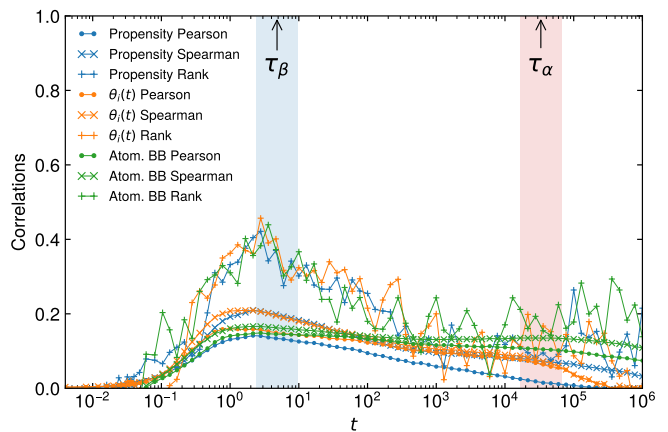 Correlations
1.0
0.8
0.6
0.4
0.2
0.0
Propensity Pearson
Propensity Spearman
Propensity Rank
θᵢ(t) Pearson
θᵢ(t) Spearman
θᵢ(t) Rank
Atom. BB Pearson
Atom. BB Spearman
Atom. BB Rank
τβ
τα
10⁻² 10⁻¹ 10⁰ 10¹ 10² 10³ 10⁴ 10⁵ 10⁶
t